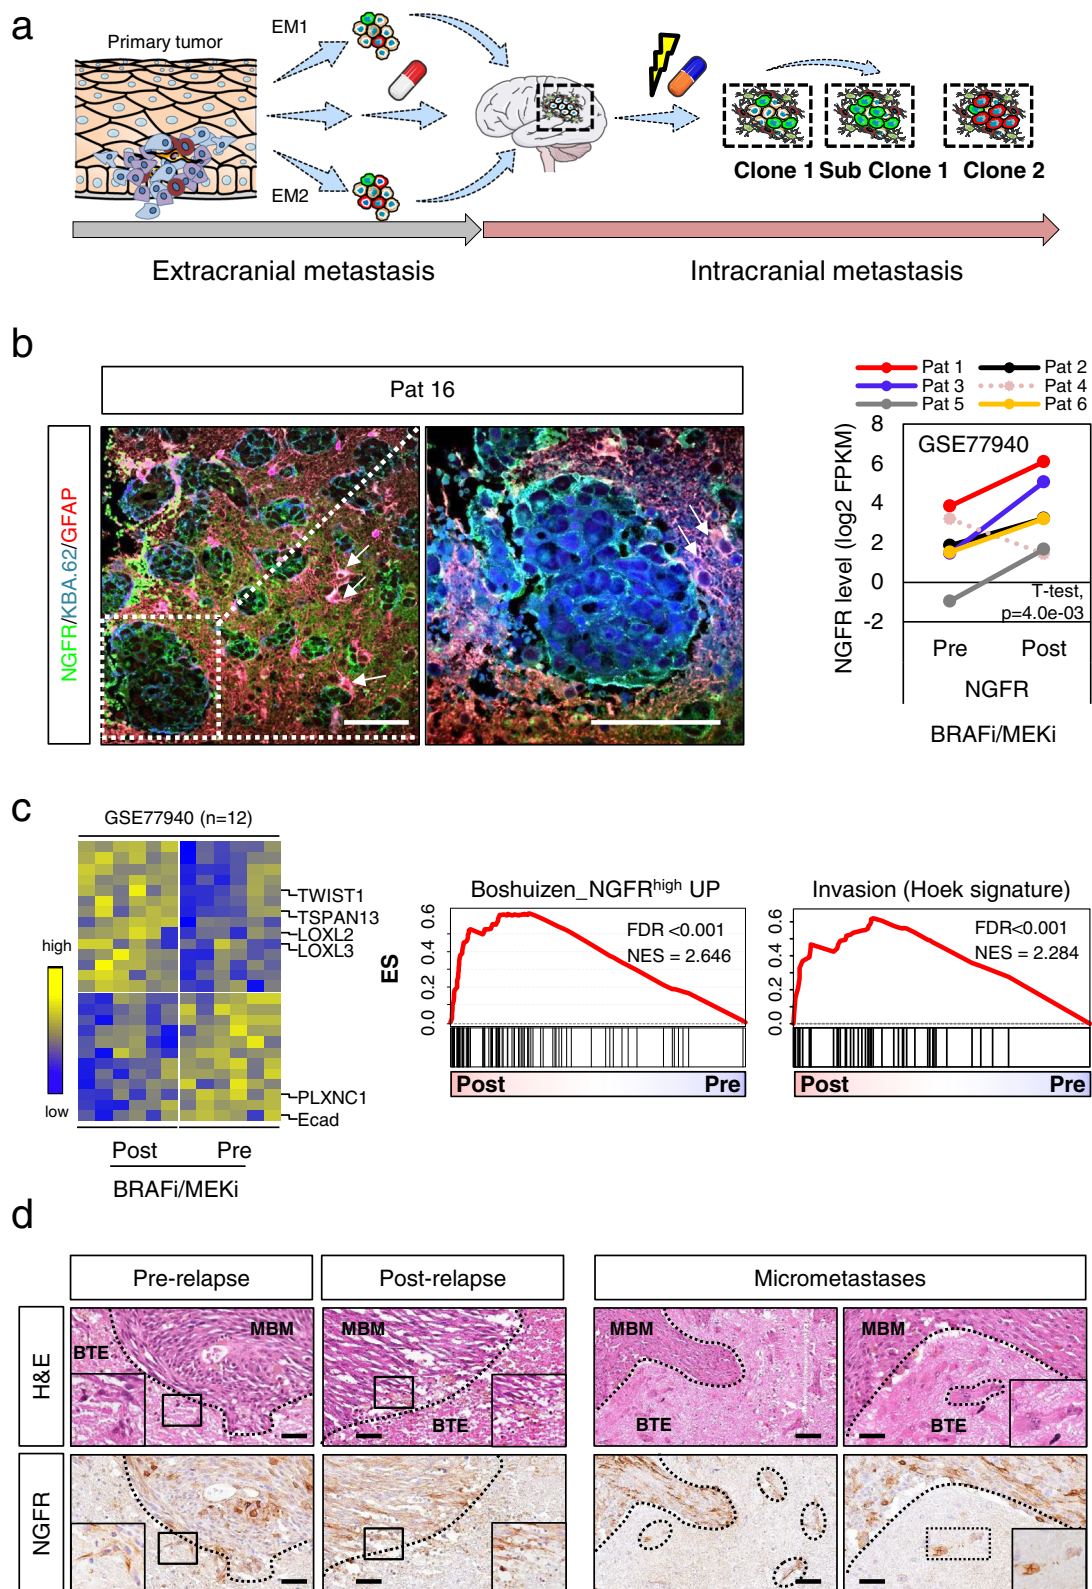 a
Primary tumor
EM1
EM2
Clone 1 Sub Clone 1 Clone 2
Extracranial metastasis
Intracranial metastasis
b
Pat 16
NGFR/KBA.62/GFAP
Pat 1
Pat 2
Pat 3
Pat 4
Pat 5
Pat 6
NGFR level (log2 FPKM)
8
6
4
2
0
-2
GSE77940
T-test,
p=4.0e-03
Pre
Post
NGFR
BRAFi/MEKi
c
GSE77940 (n=12)
high
low
TWIST1
TSPAN13
LOXL2
LOXL3
PLXNC1
Ecad
Post
Pre
BRAFi/MEKi
Boshuizen_NGFRhigh UP
ES
0.6
0.4
0.2
0.0
FDR <0.001
NES = 2.646
Post
Pre
Invasion (Hoek signature)
0.6
0.4
0.2
0.0
FDR<0.001
NES = 2.284
Post
Pre
d
Pre-relapse
Post-relapse
Micrometastases
H&E
MBM
BTE
MBM
BTE
MBM
BTE
MBM
BTE
NGFR